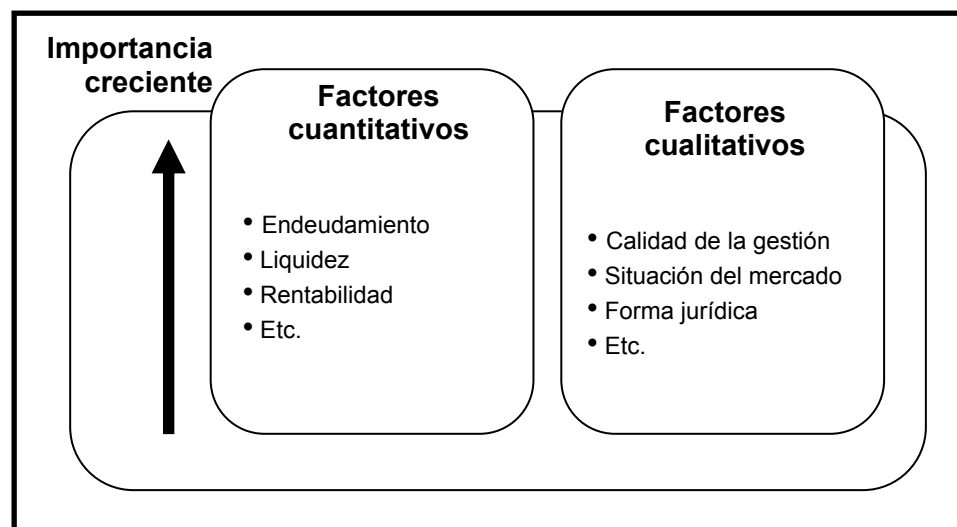 Importancia
creciente
Factores
cuantitativos
• Endeudamiento
• Liquidez
• Rentabilidad
• Etc.
Factores
cualitativos
• Calidad de la gestión
• Situación del mercado
• Forma jurídica
• Etc.